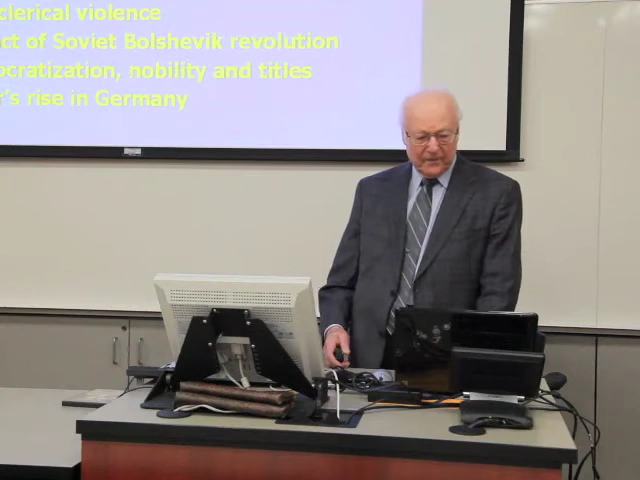 clerical violence
ct of Soviet Bolshevik revolution
ocratization, nobility and titles
r's rise in Germany